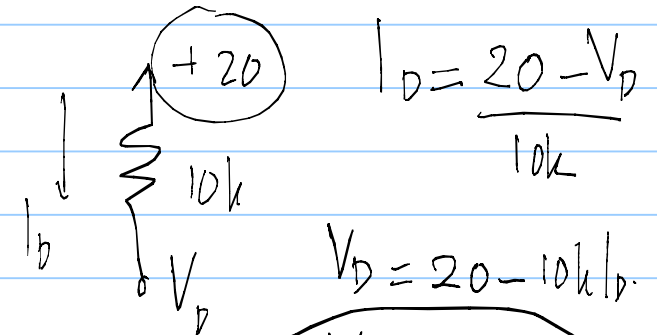 +20
I_D = (20 - V_D) / 10k
10k
I_D
V_D
V_D = 20 - 10k I_D.